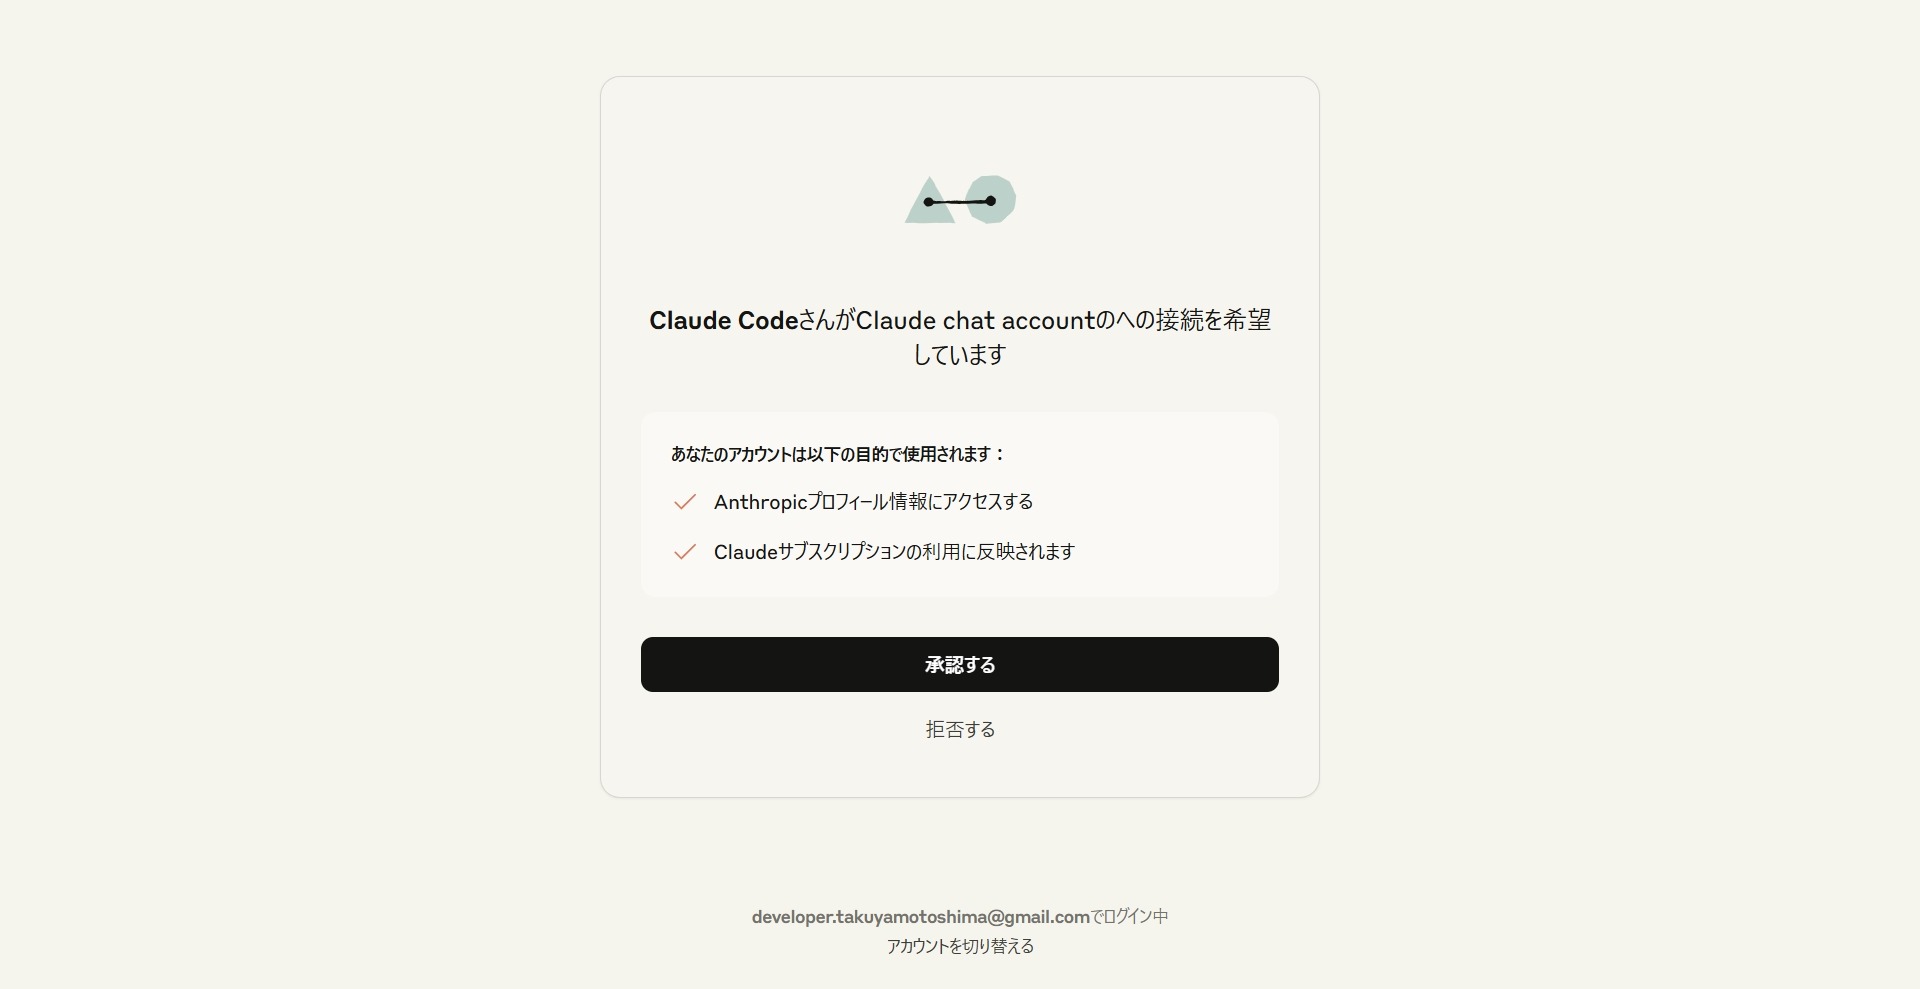 Claude CodeさんがClaude chat accountのへの接続を希望
しています
あなたのアカウントは以下の目的で使用されます：
Anthropicプロフィール情報にアクセスする
Claudeサブスクリプションの利用に反映されます
承認する
拒否する
developer.takuyamotoshima@gmail.comでログイン中
アカウントを切り替える